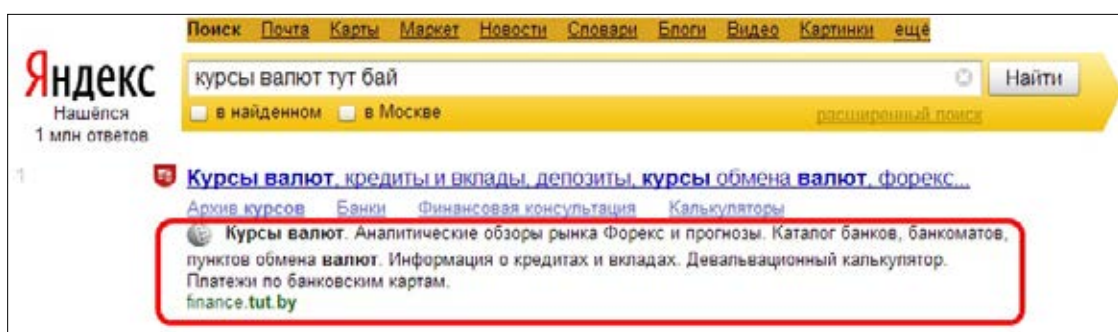 Поиск Почта Карты Маркет Новости Словари Блоги Видео Картинки ещё
Яндекс
курсы валют тут бай
Найти
Нашёлся
1 млн ответов
в найденном в Москве
расширенный поиск
1
Курсы валют, кредиты и вклады, депозиты, курсы обмена валют, форекс...
Архив курсов Банки Финансовая консультация Калькуляторы
Курсы валют. Аналитические обзоры рынка Форекс и прогнозы. Каталог банков, банкоматов,
пунктов обмена валют. Информация о кредитах и вкладах. Девальвационный калькулятор.
Платежи по банковским картам.
finance.tut.by